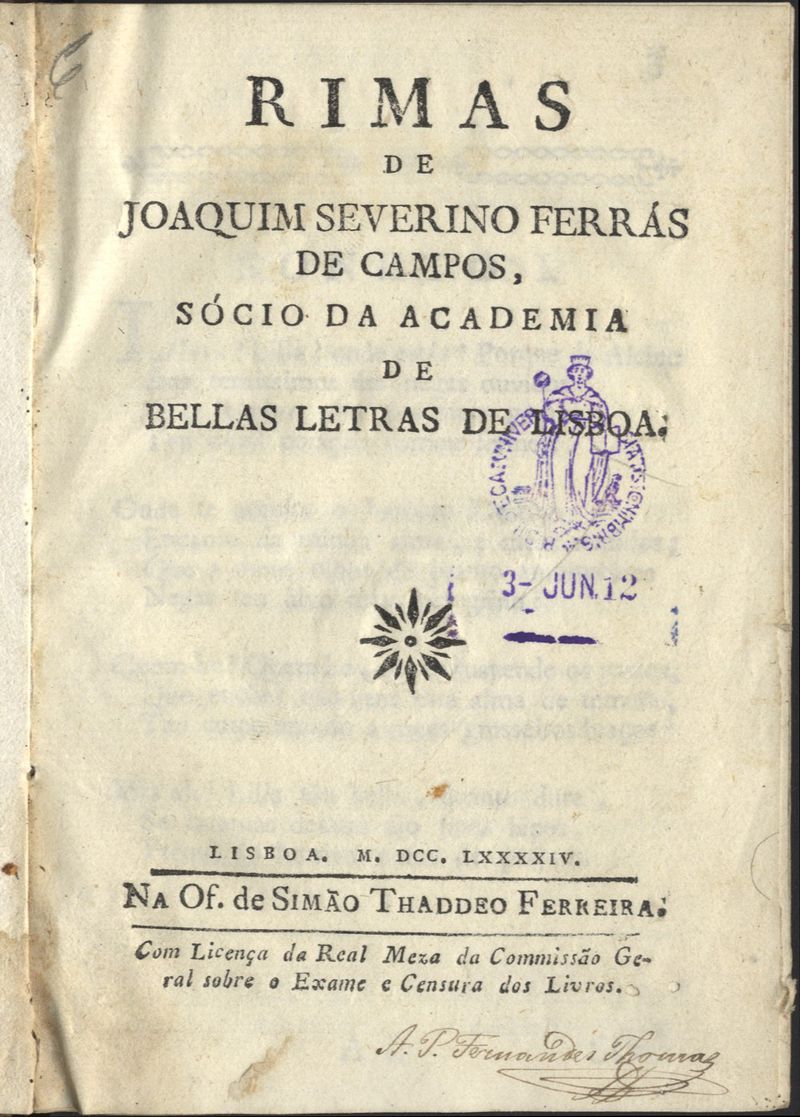 RIMAS
DE
JOAQUIM SEVERINO FERRÁS
DE CAMPOS,
SÓCIO DA ACADEMIA
DE
BELLAS LETRAS DE LISBOA.
3- JUN. 12
LISBOA. M. DCC. LXXXXIV.
NA OF. de SIMÃO THADDEO FERREIRA.
Com Licença da Real Meza da Commissão Ge-
ral sobre o Exame e Censura dos Livros.
A. P. Fernandes Thomaz